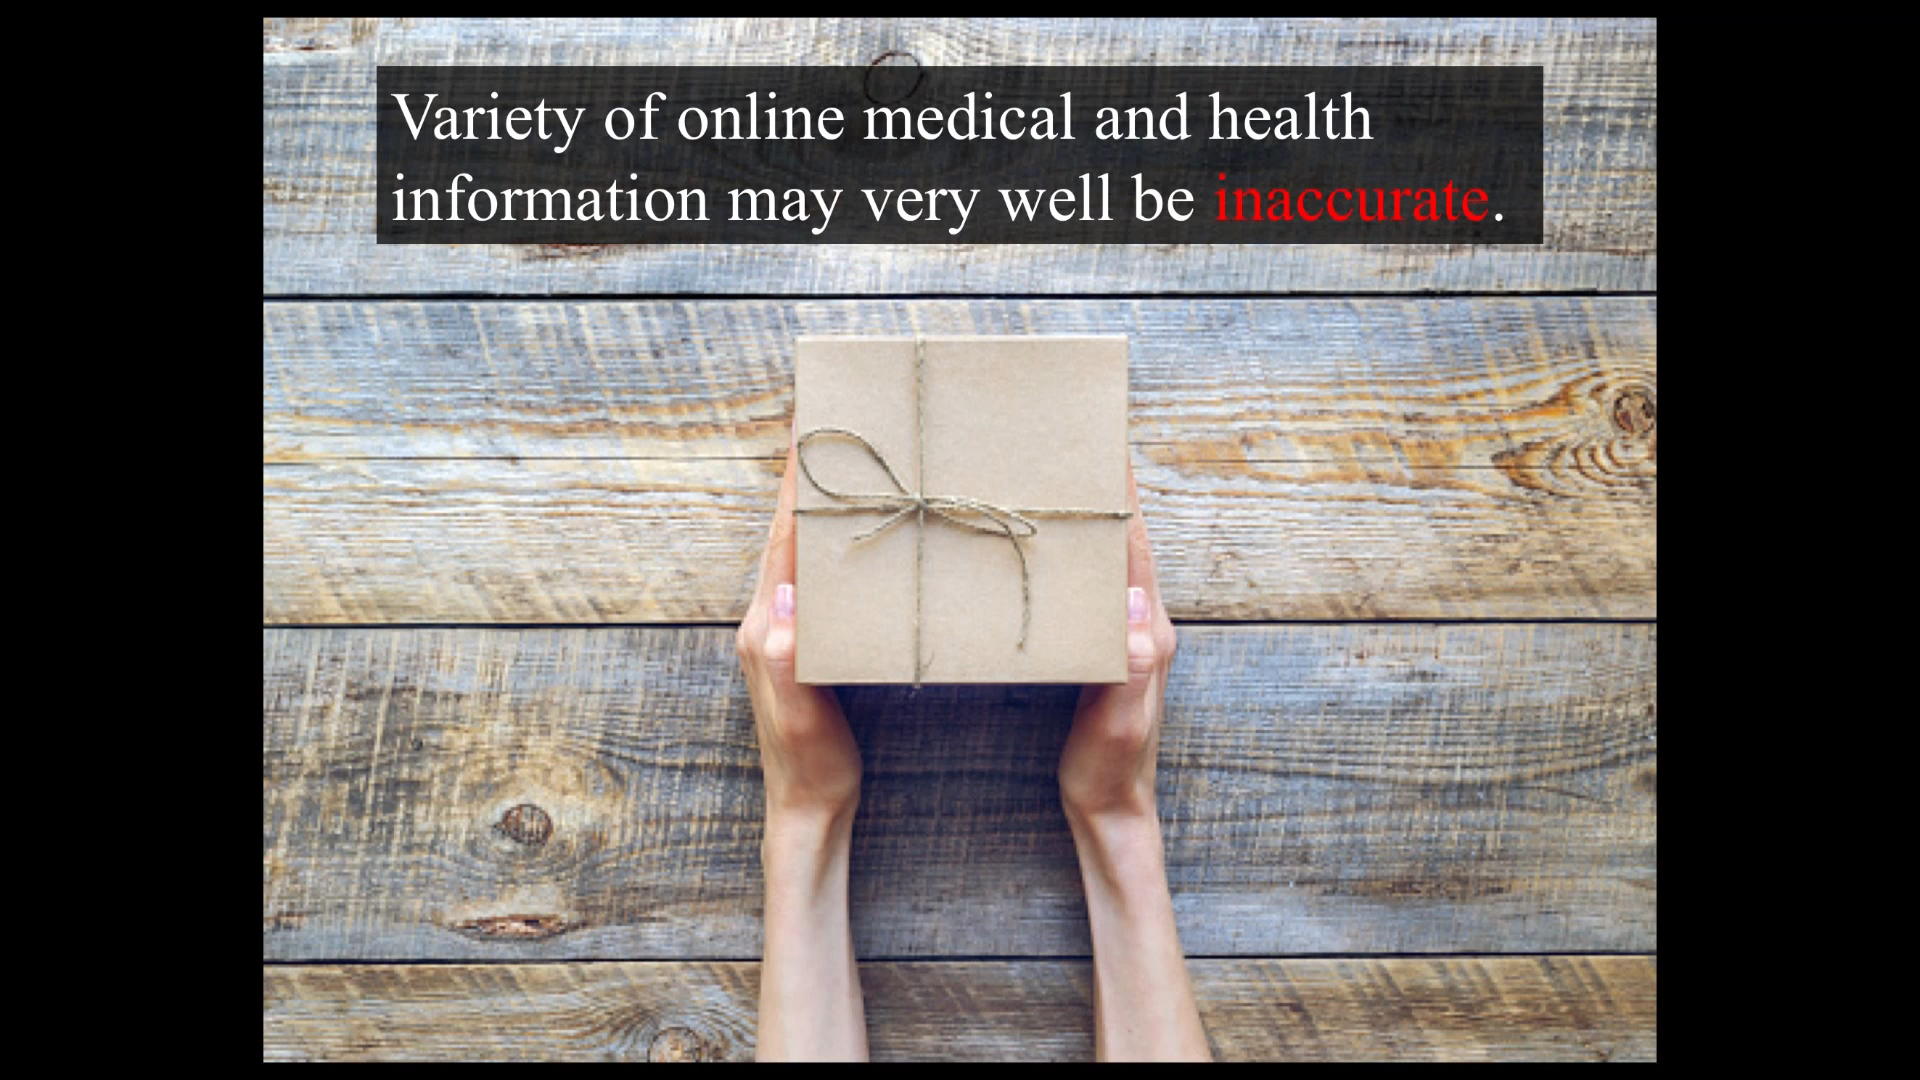 Variety of online medical and health
information may very well be inaccurate.